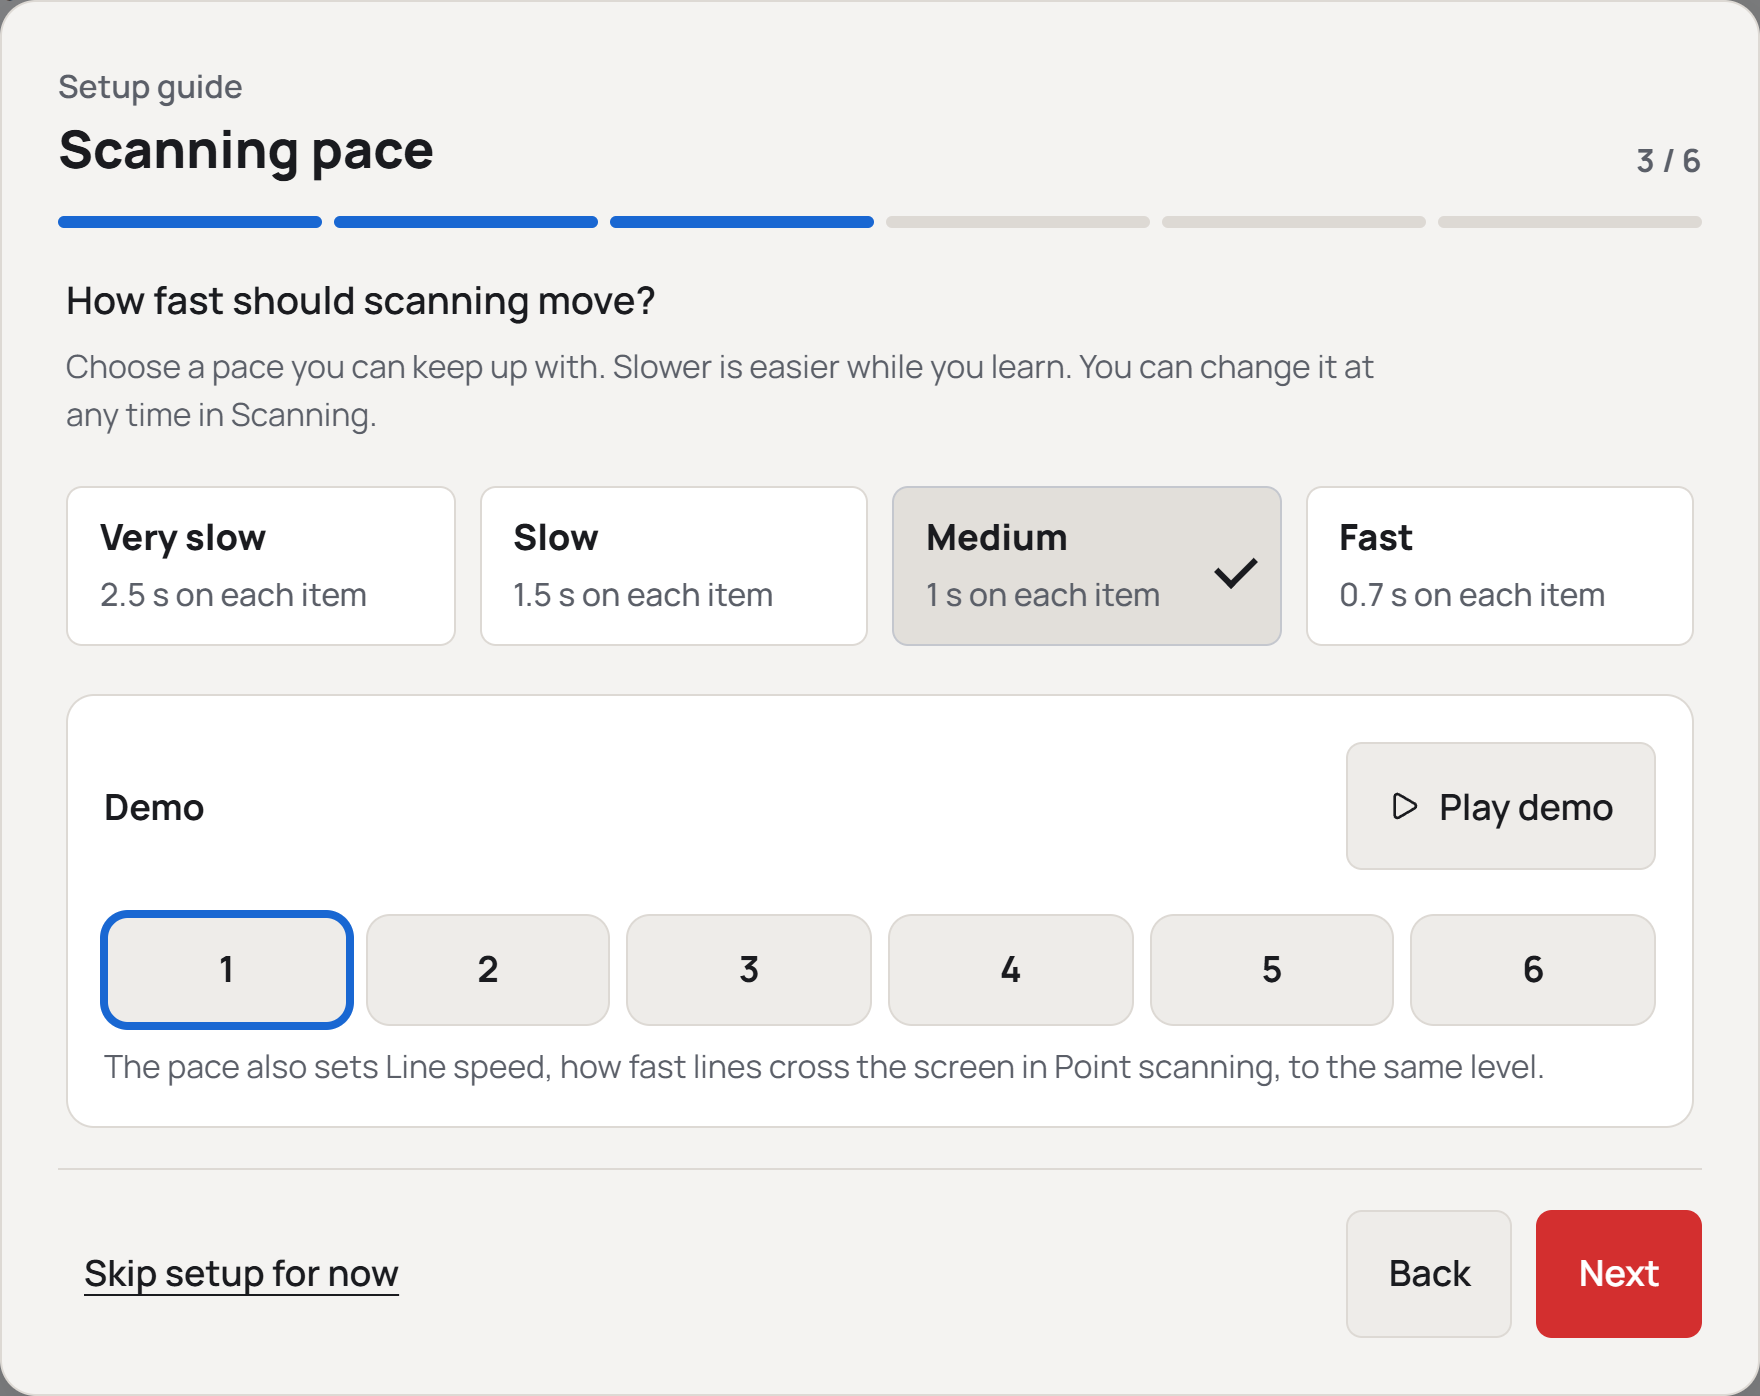 Setup guide
Scanning pace
3 / 6
How fast should scanning move?
Choose a pace you can keep up with. Slower is easier while you learn. You can change it at
any time in Scanning.
Very slow
2.5 s on each item
Slow
1.5 s on each item
Medium
1 s on each item
Fast
0.7 s on each item
Demo
Play demo
1
2
3
4
5
6
The pace also sets Line speed, how fast lines cross the screen in Point scanning, to the same level.
Skip setup for now
Back
Next